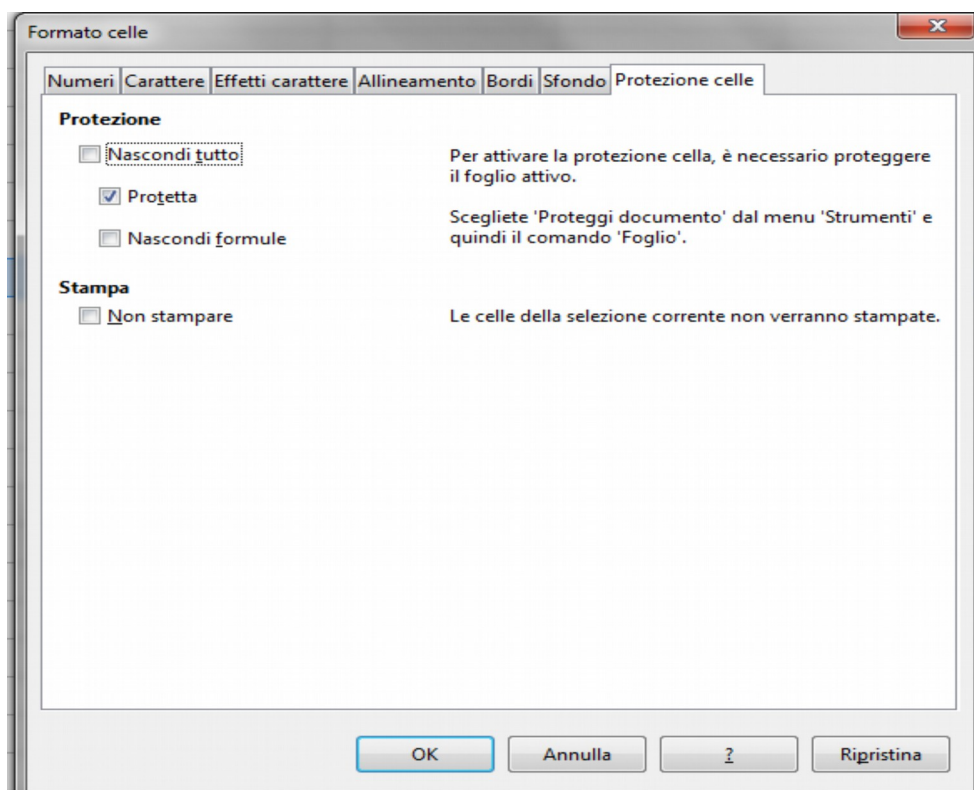 Formato celle
Numeri Carattere Effetti carattere Allineamento Bordi Sfondo Protezione celle
Protezione
Nascondi tutto
Per attivare la protezione cella, è necessario proteggere
il foglio attivo.
Protetta
Scegliete 'Proteggi documento' dal menu 'Strumenti' e
quindi il comando 'Foglio'.
Nascondi formule
Stampa
Non stampare
Le celle della selezione corrente non verranno stampate.
OK Annulla ? Ripristina